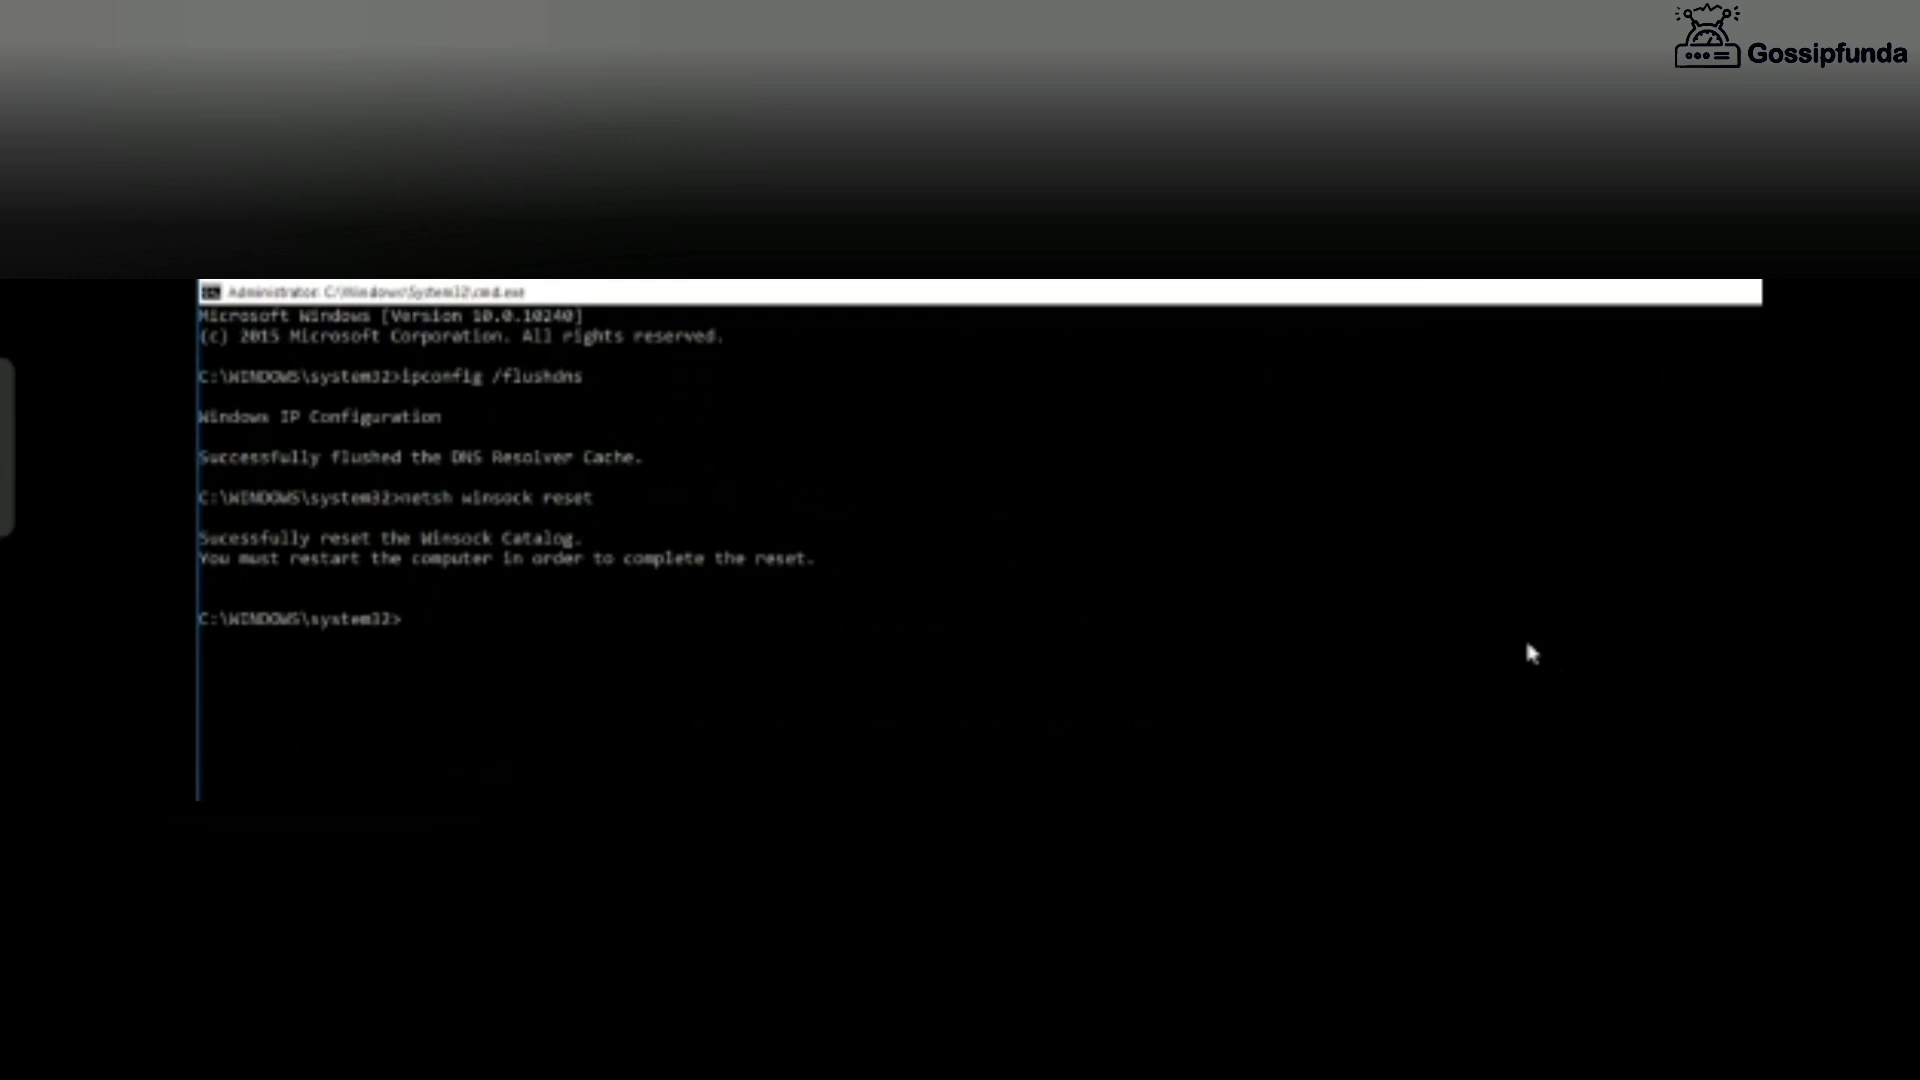 Gossipfunda
Administrator: C:\Windows\System32\cmd.exe
Microsoft Windows [Version 10.0.10240]
(c) 2015 Microsoft Corporation. All rights reserved.
C:\WINDOWS\system32>ipconfig /flushdns
Windows IP Configuration
Successfully flushed the DNS Resolver Cache.
C:\WINDOWS\system32>netsh winsock reset
Sucessfully reset the Winsock Catalog.
You must restart the computer in order to complete the reset.
C:\WINDOWS\system32>